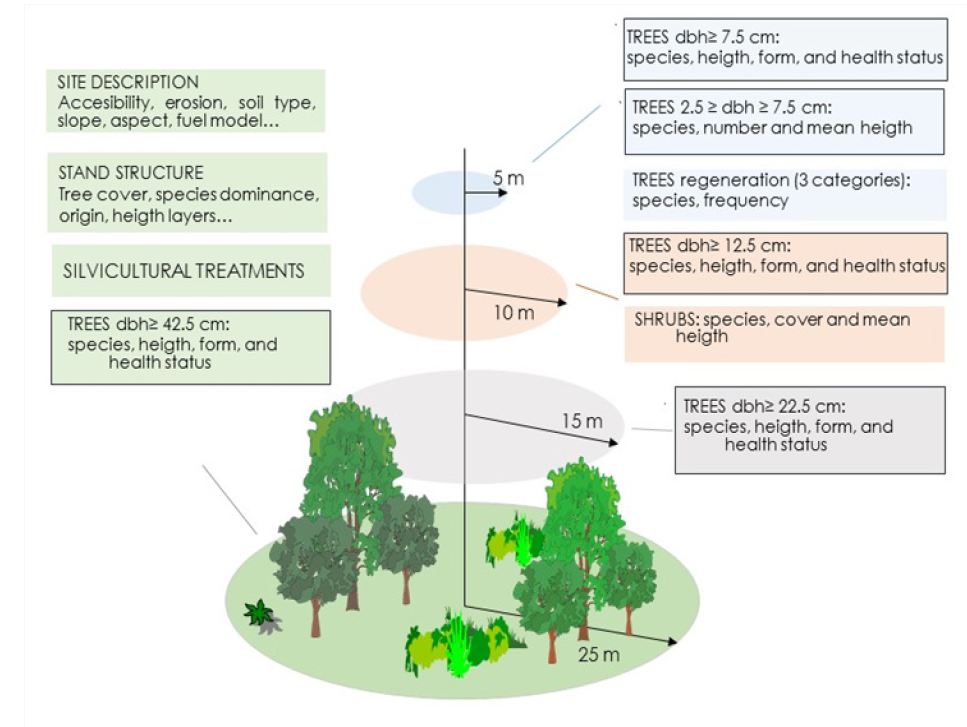 SITE DESCRIPTION
Accesibility, erosion, soil type,
slope, aspect, fuel model...
STAND STRUCTURE
Tree cover, species dominance,
origin, heigth layers...
SILVICULTURAL TREATMENTS
TREES dbh≥ 42.5 cm:
species, heigth, form, and
health status
5 m
10 m
15 m
25 m
TREES dbh≥ 7.5 cm:
species, heigth, form, and health status
TREES 2.5 ≥ dbh ≥ 7.5 cm:
species, number and mean heigth
TREES regeneration (3 categories):
species, frequency
TREES dbh≥ 12.5 cm:
species, heigth, form, and health status
SHRUBS: species, cover and mean
heigth
TREES dbh≥ 22.5 cm:
species, heigth, form, and
health status